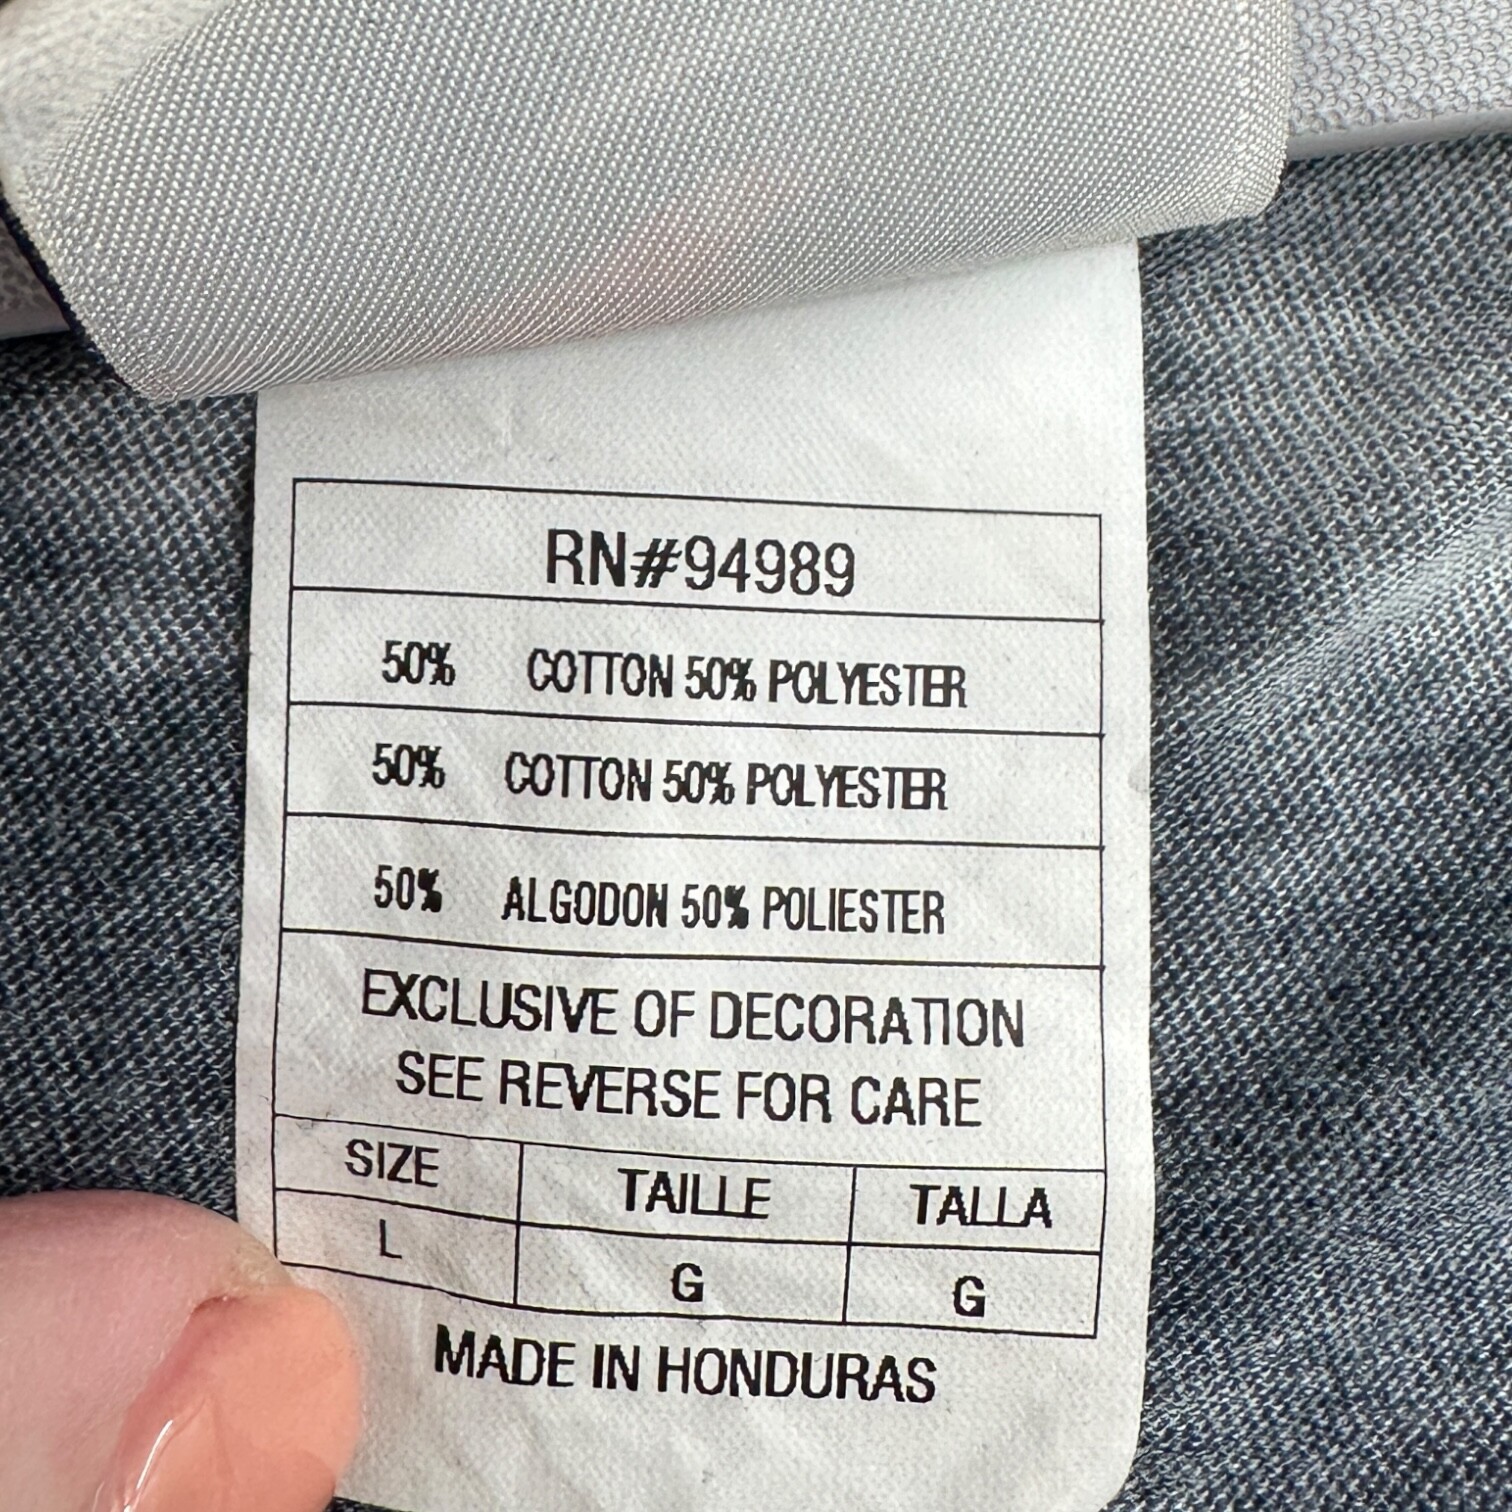 RN#94989
50% COTTON 50% POLYESTER
50% COTTON 50% POLYESTER
50% ALGODON 50% POLIESTER
EXCLUSIVE OF DECORATION
SEE REVERSE FOR CARE
SIZE TAILLE TALLA
L G G
MADE IN HONDURAS